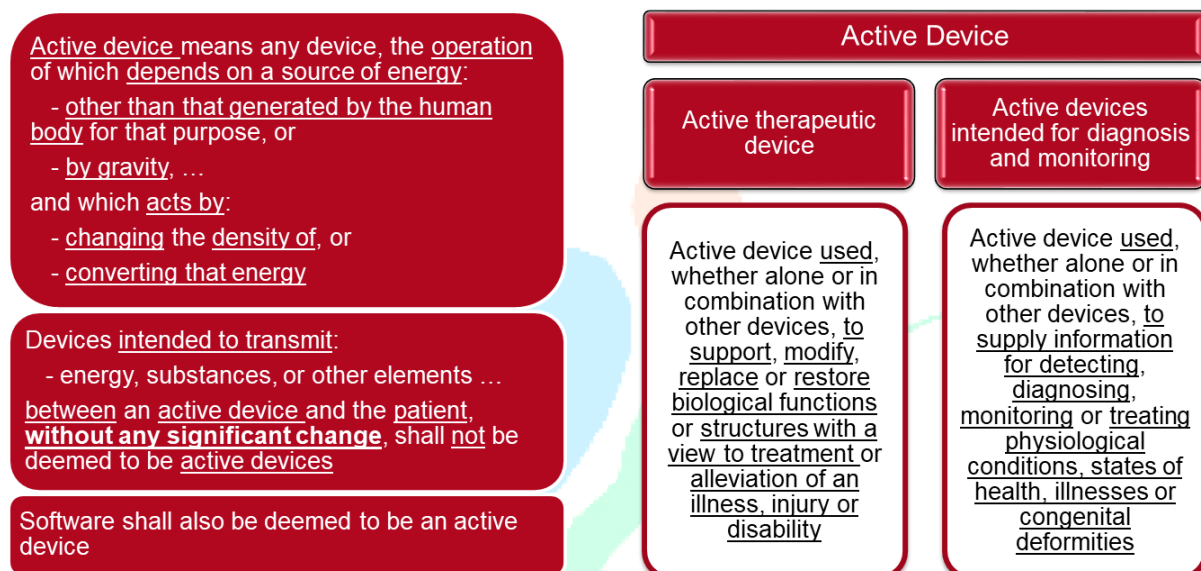 Active device means any device, the operation
of which depends on a source of energy:
- other than that generated by the human
body for that purpose, or
- by gravity, …
and which acts by:
- changing the density of, or
- converting that energy
Devices intended to transmit:
- energy, substances, or other elements …
between an active device and the patient,
without any significant change, shall not be
deemed to be active devices
Software shall also be deemed to be an active
device
Active Device
Active therapeutic
device
Active device used,
whether alone or in
combination with
other devices, to
support, modify,
replace or restore
biological functions
or structures with a
view to treatment or
alleviation of an
illness, injury or
disability
Active devices
intended for diagnosis
and monitoring
Active device used,
whether alone or in
combination with
other devices, to
supply information
for detecting,
diagnosing,
monitoring or treating
physiological
conditions, states of
health, illnesses or
congenital
deformities